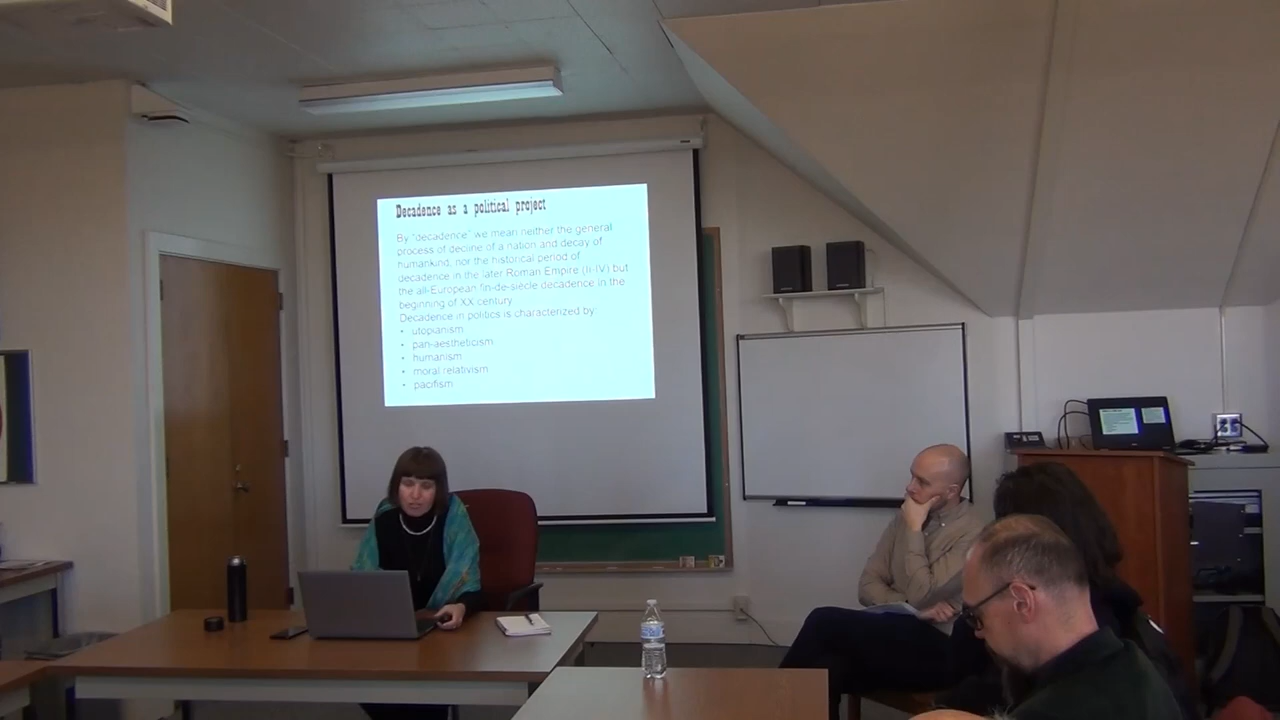 Decadence as a political project
By "decadence" we mean neither the general
process of decline of a nation and decay of
humankind, nor the historical period of
decadence in the later Roman Empire (II-IV) but
the all-European fin-de-siècle decadence in the
beginning of XX century.
Decadence in politics is characterized by:
• utopianism
• pan-aestheticism
• humanism
• moral relativism
• pacifism